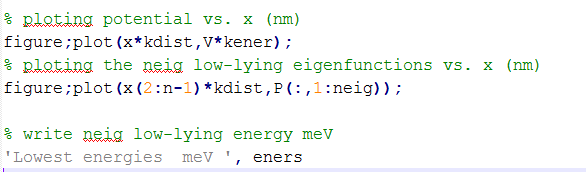 % ploting potential vs. x (nm)
figure;plot(x*kdist,V*kener);
% ploting the neig low-lying eigenfunctions vs. x (nm)
figure;plot(x(2:n-1)*kdist,P(:,1:neig));
% write neig low-lying energy meV
'Lowest energies  meV ', eners